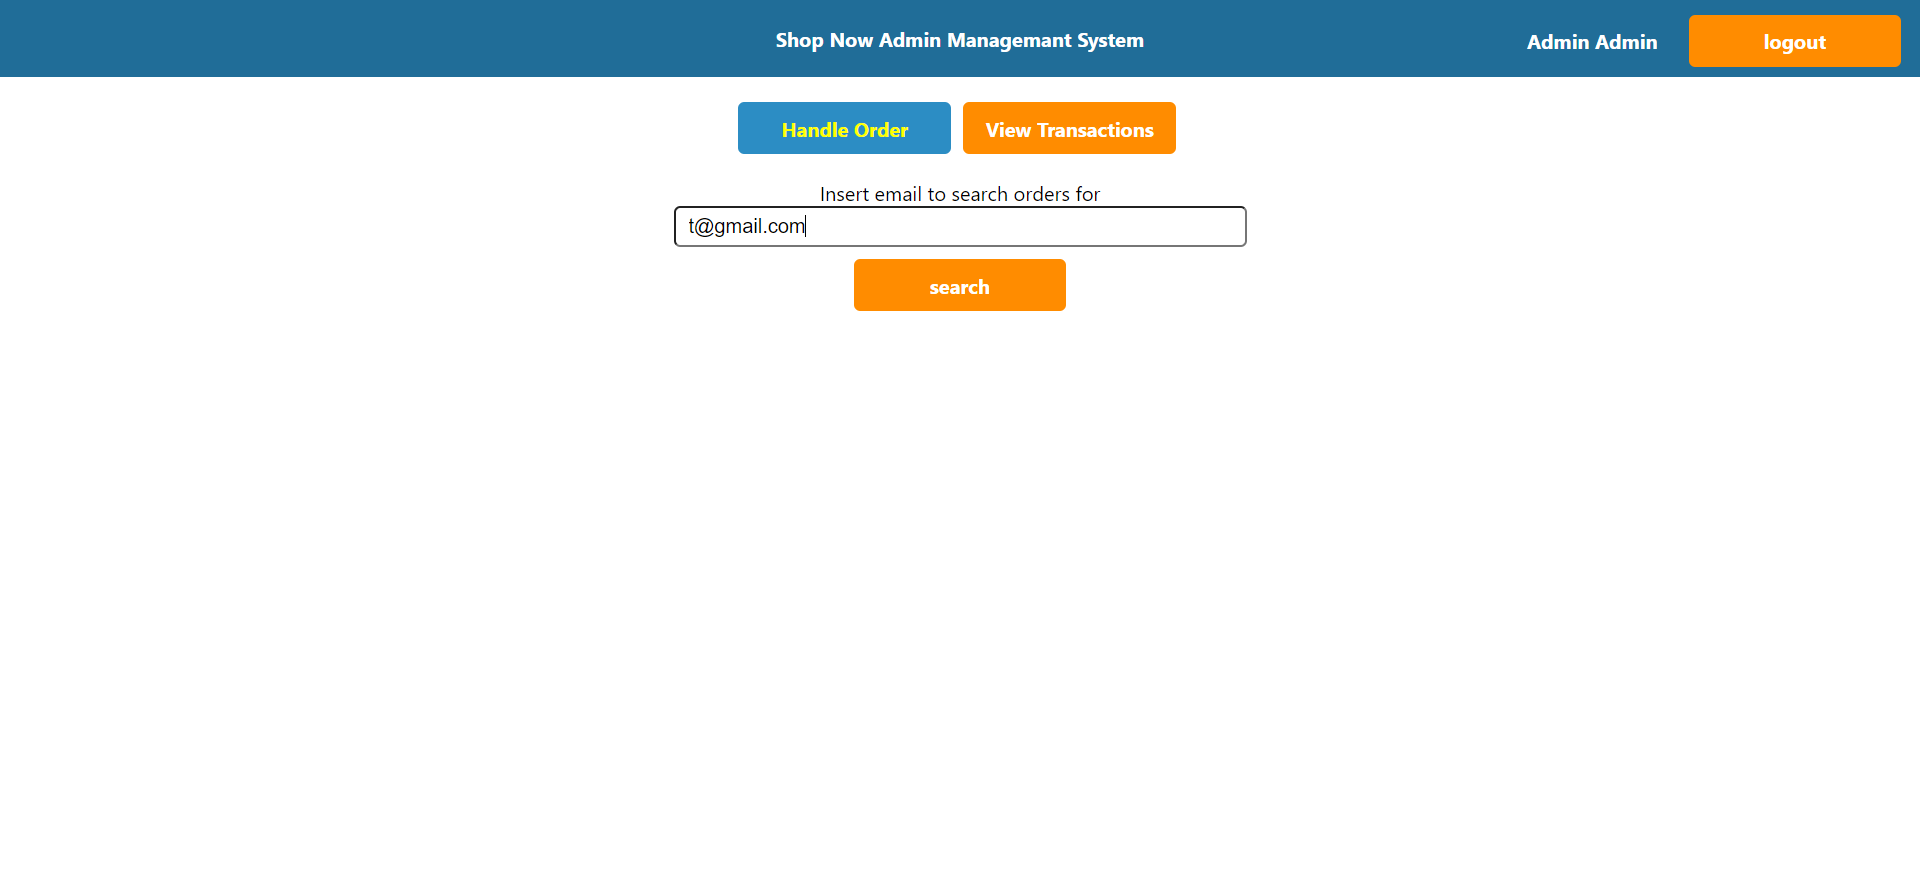 Shop Now Admin Managemant System
Admin Admin
logout
Handle Order
View Transactions
Insert email to search orders for
t@gmail.com
search